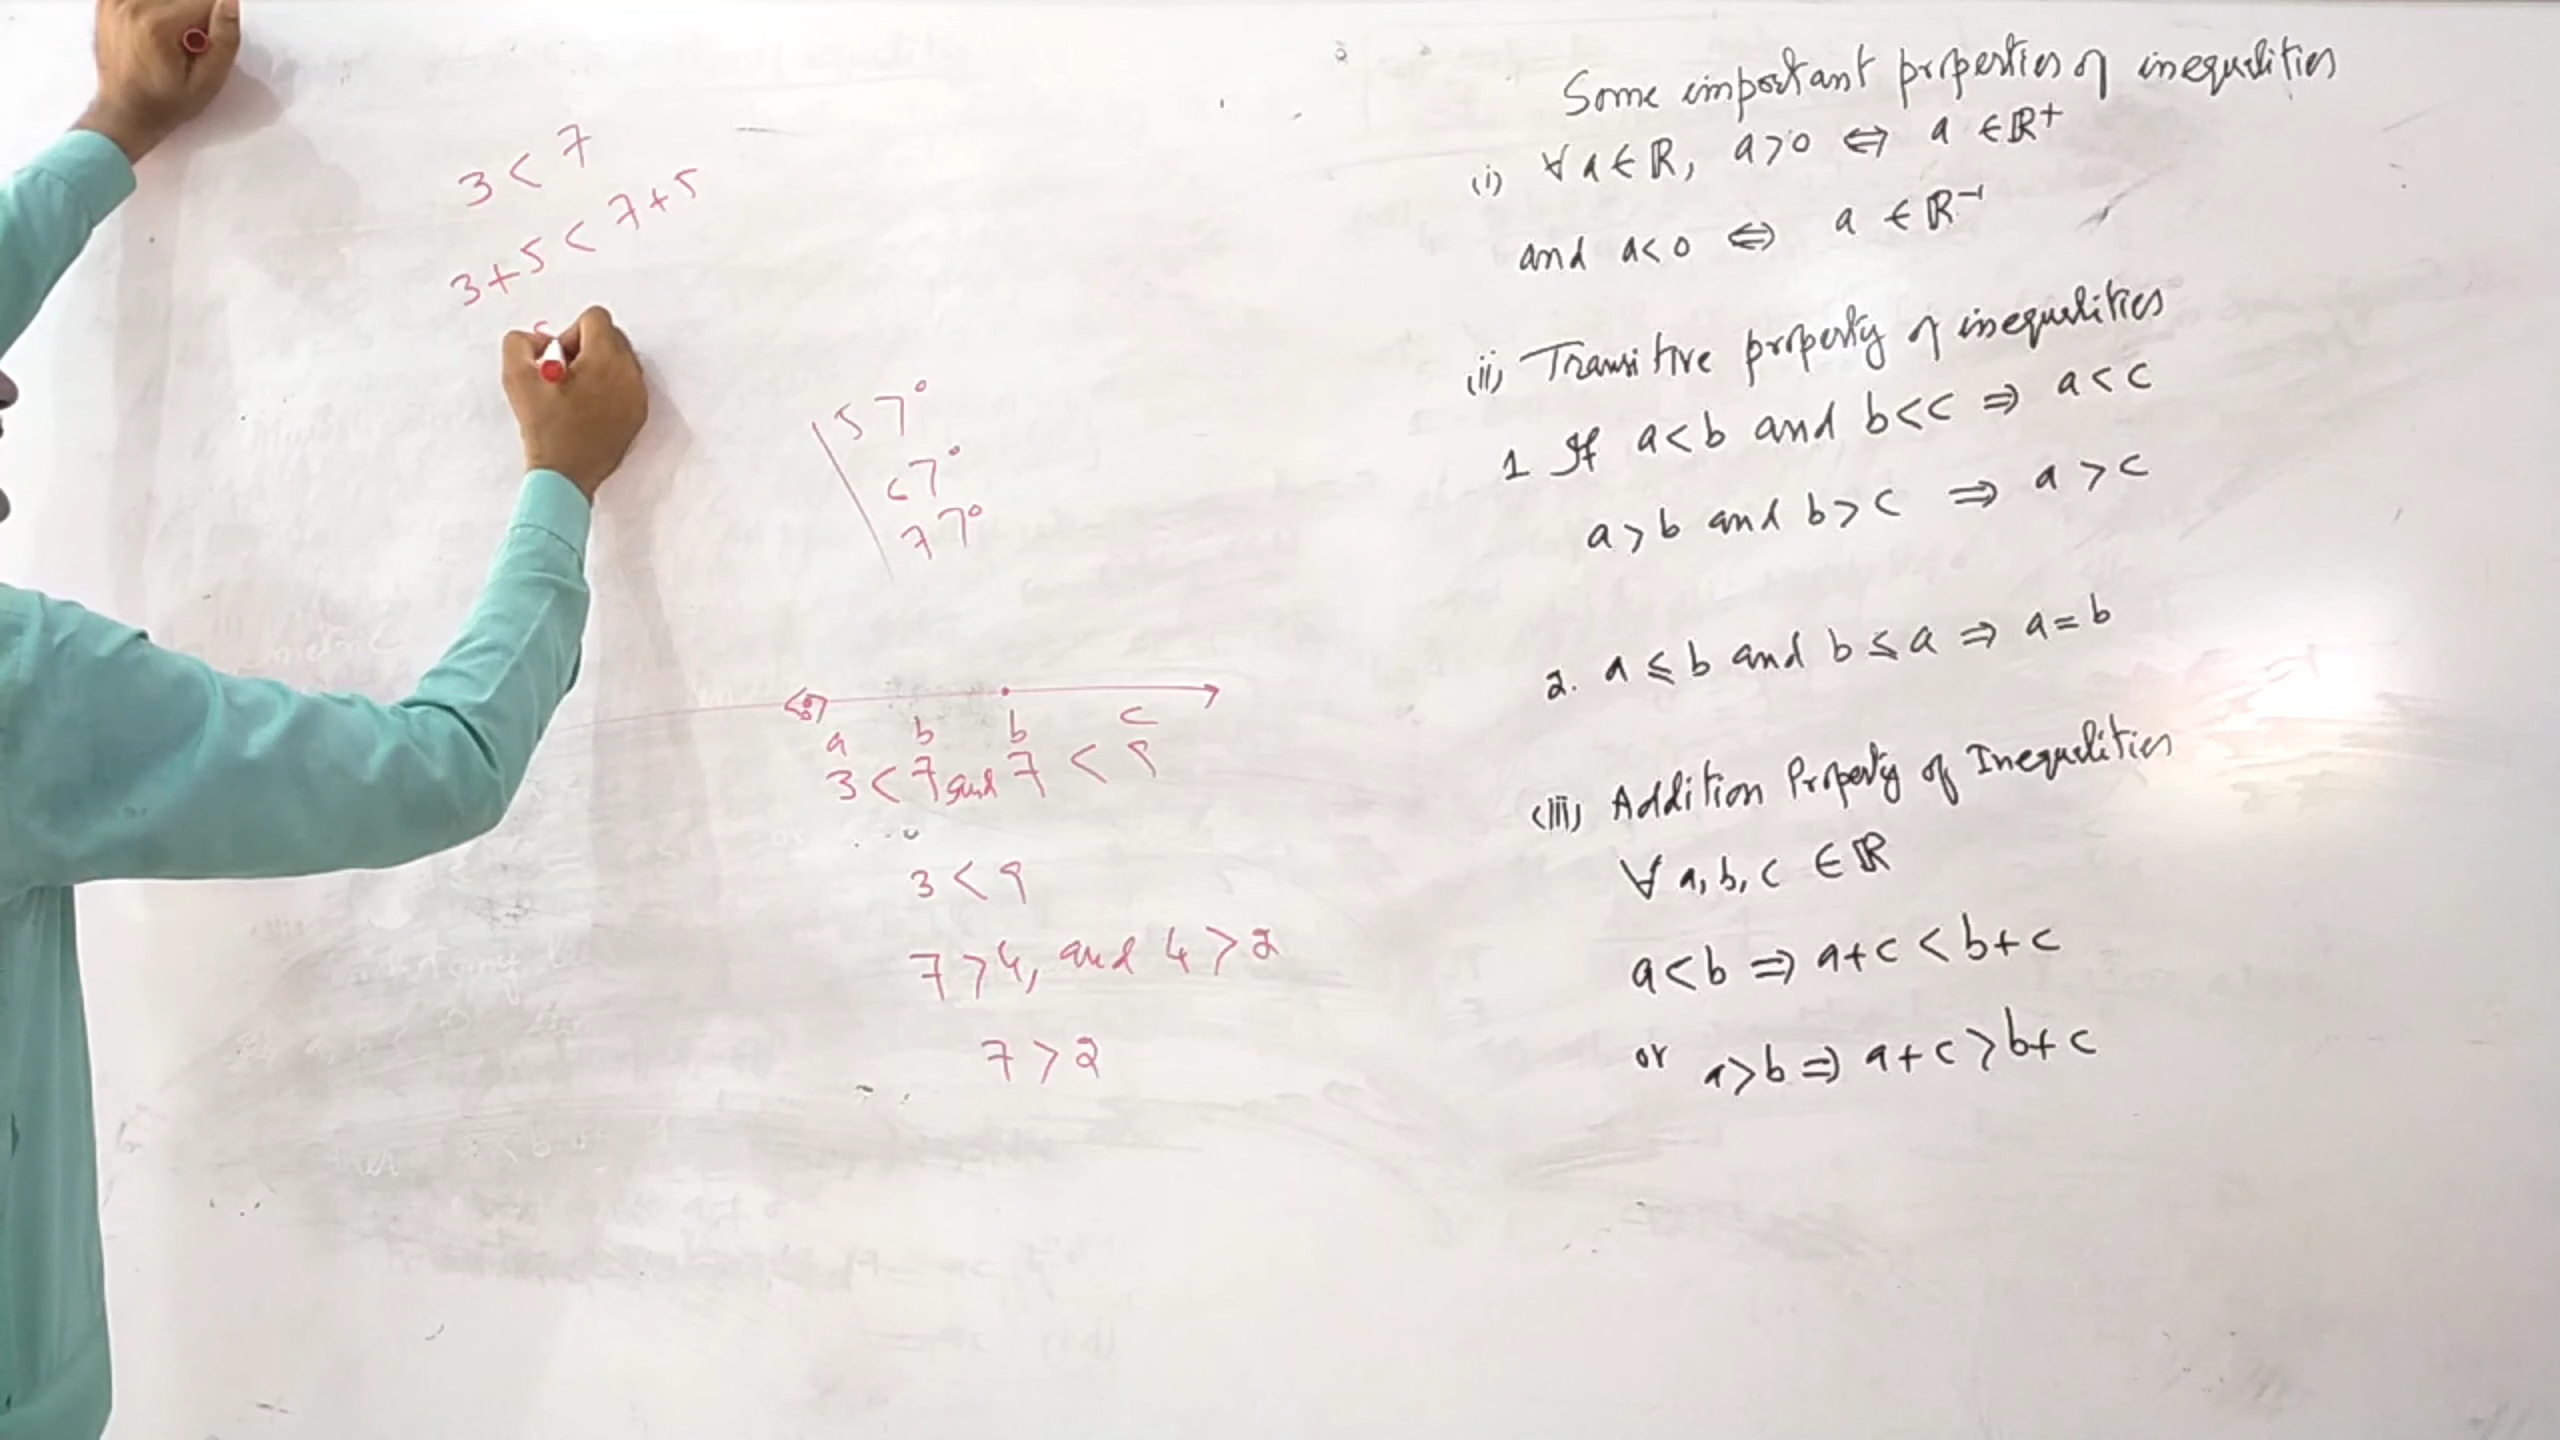 3 < 7
3+5 < 7+5
7°
7°
7 7°
a b b c
3 < 7 and 7 < 9
3 < 9
7 > 4, and 4 > 2
7 > 2
Some important properties of inequalities
(i) ∀ a ∈ ℝ, a > 0 ⇔ a ∈ ℝ+
and a < 0 ⇔ a ∈ ℝ-
(ii) Transitive property of inequalities
1 If a < b and b < c ⇒ a < c
a > b and b > c ⇒ a > c
2. a ≤ b and b ≤ a ⇒ a = b
(iii) Addition Property of Inequalities
∀ a, b, c ∈ ℝ
a < b ⇒ a+c < b+c
or a > b ⇒ a+c > b+c